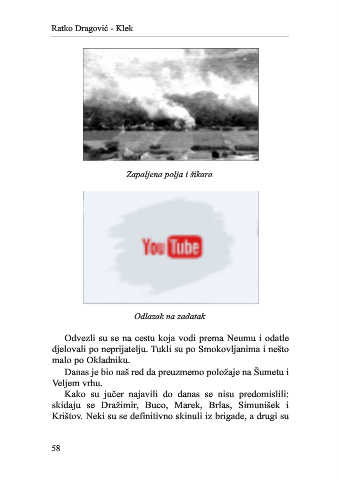 Ratko Dragović - Klek
Zapaljena polja i šikara
YouTube
Odlazak na zadatak
Odvezli su se na cestu koja vodi prema Neumu i odatle
djelovali po neprijatelju. Tukli su po Smokovljanima i nešto
malo po Okladniku.
Danas je bio naš red da preuzmemo položaje na Šumetu i
Veljem vrhu.
Kako su jučer najavili do danas se nisu predomislili:
skidaju se Dražimir, Buco, Marek, Brlas, Simunišek i
Krištov. Neki su se definitivno skinuli iz brigade, a drugi su
58